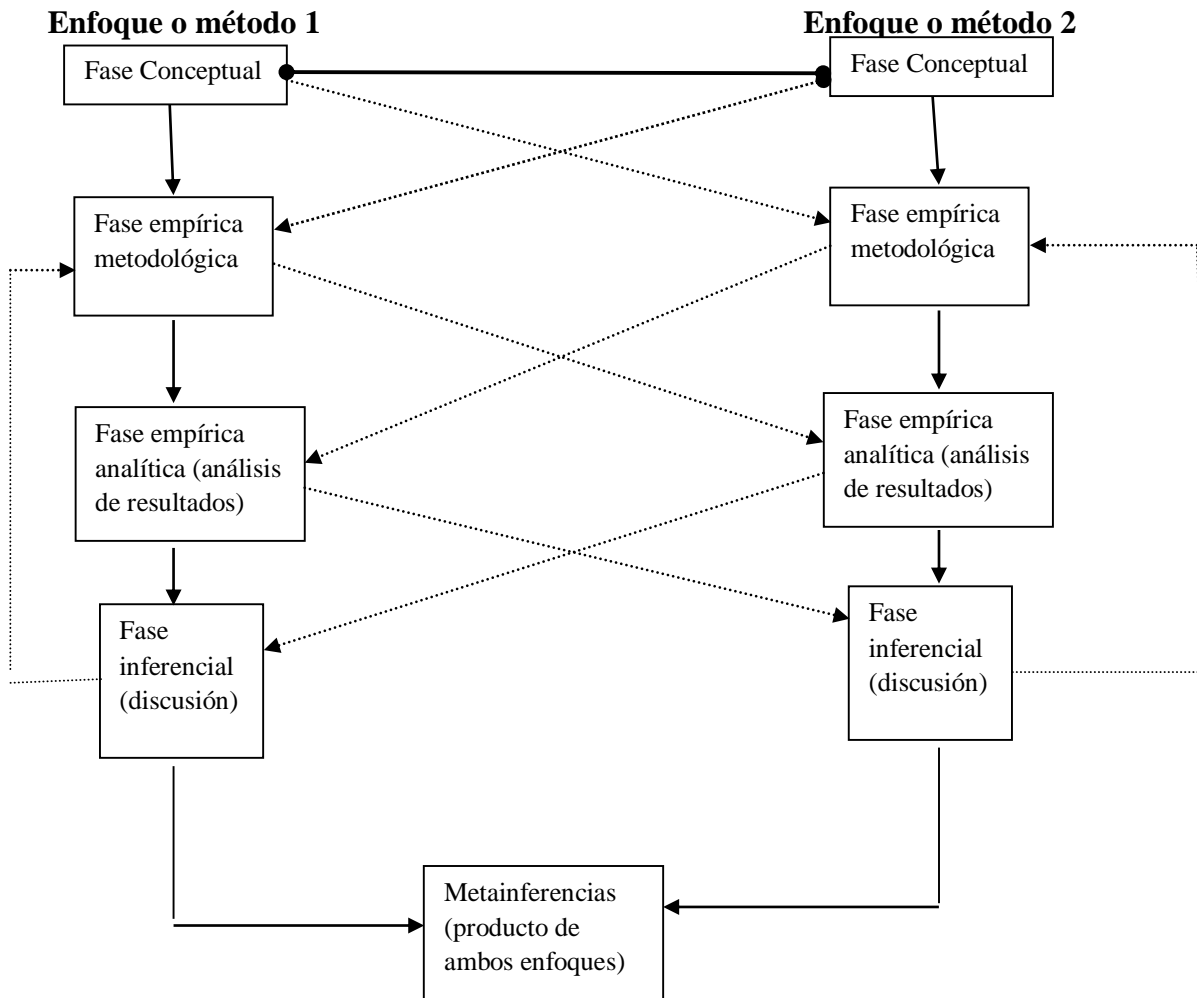 Enfoque o método 1
Enfoque o método 2
Fase Conceptual
Fase Conceptual
Fase empírica
metodológica
Fase empírica
metodológica
Fase empírica
analítica (análisis
de resultados)
Fase empírica
analítica (análisis
de resultados)
Fase
inferencial
(discusión)
Fase
inferencial
(discusión)
Metainferencias
(producto de
ambos enfoques)